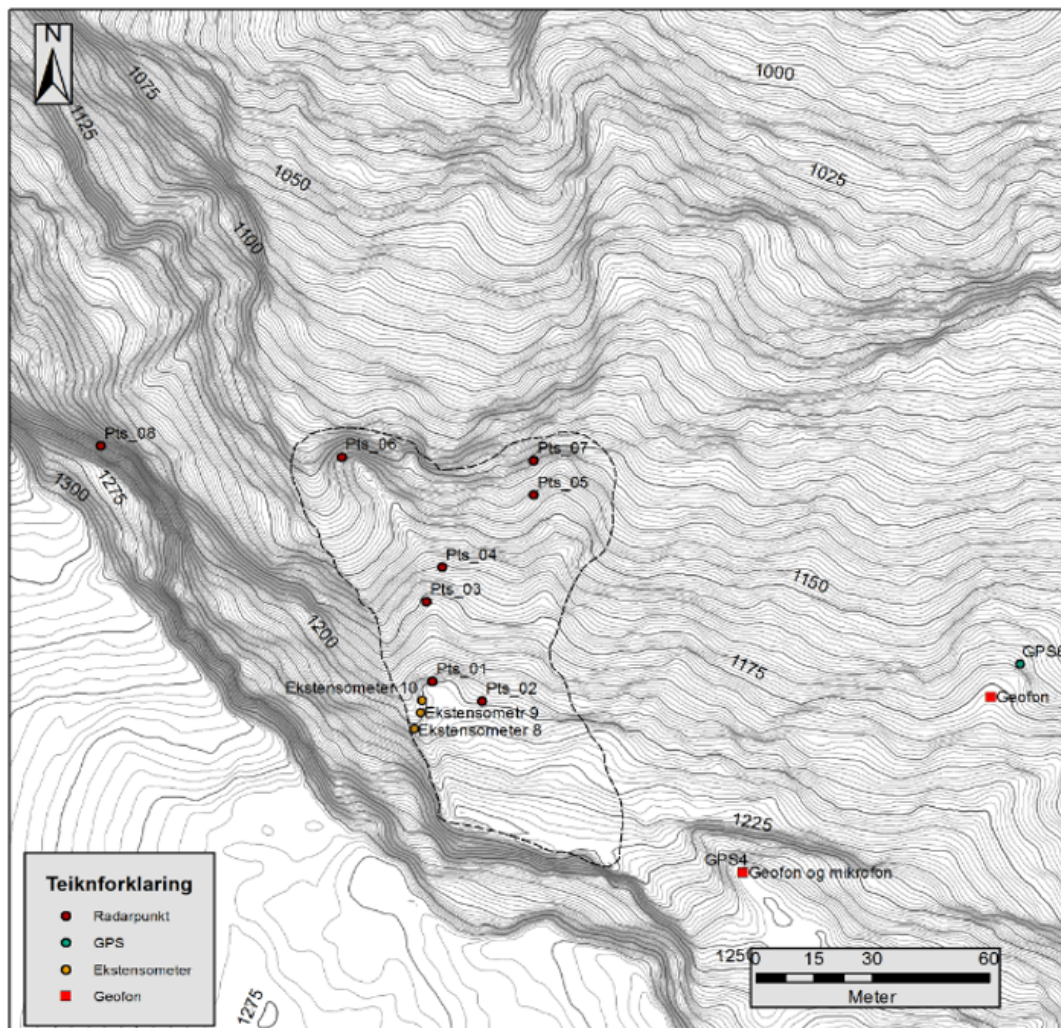 N
1075
1125
1000
1050
1025
1100
Pts_08
Pts_06
Pts_07
1300
1275
Pts_05
Pts_04
Pts_03
1150
1200
1175
GPS6
Pts_01
Ekstensometer 10
Pts_02
Geofon
Ekstensometr 9
Ekstensometer 8
1225
GPS4
Geofon og mikrofon
Teiknforklaring
Radarpunkt
GPS
Ekstensometer
Geofon
1250
0 15 30 60
Meter
1275